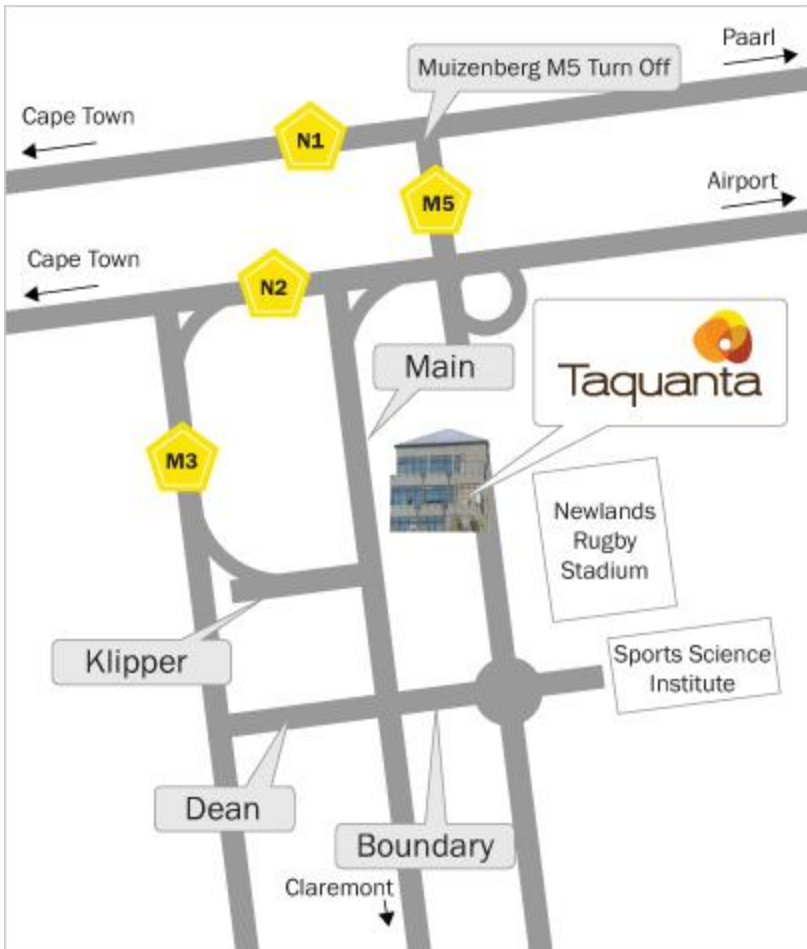 Paarl
Muizenberg M5 Turn Off
Cape Town
N1
Airport
M5
Cape Town
N2
Main
Taquanta
M3
Newlands
Rugby
Stadium
Klipper
Sports Science
Institute
Dean
Boundary
Claremont